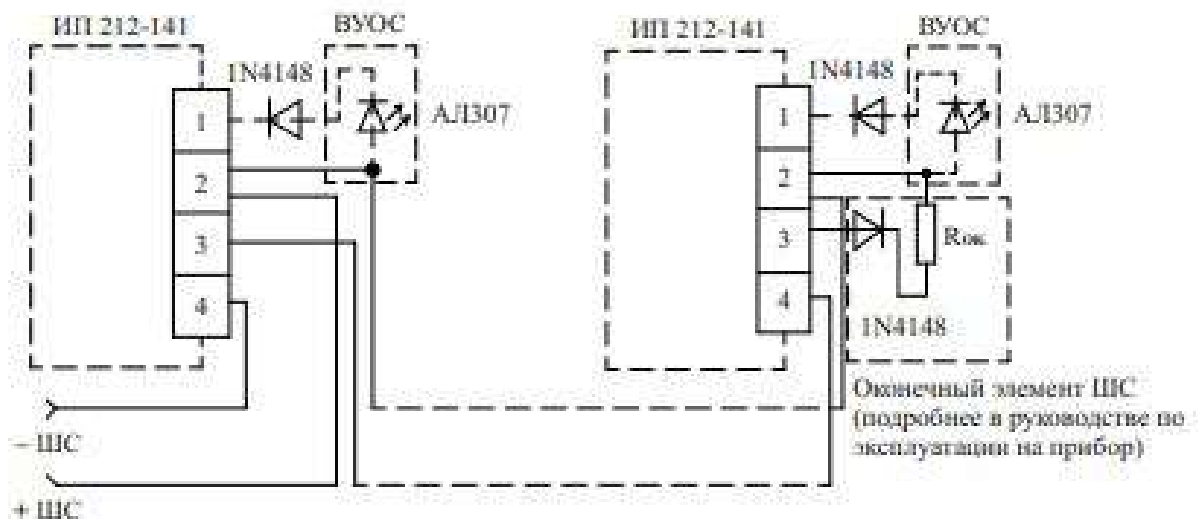 ИП 212-141
ВУОС
1N4148
АЛ307
1
2
3
4
– ШС
+ ШС
ИП 212-141
ВУОС
1N4148
АЛ307
1
2
3
4
Rок
1N4148
Оконечный элемент ШС
(подробнее в руководстве по
эксплуатации на прибор)